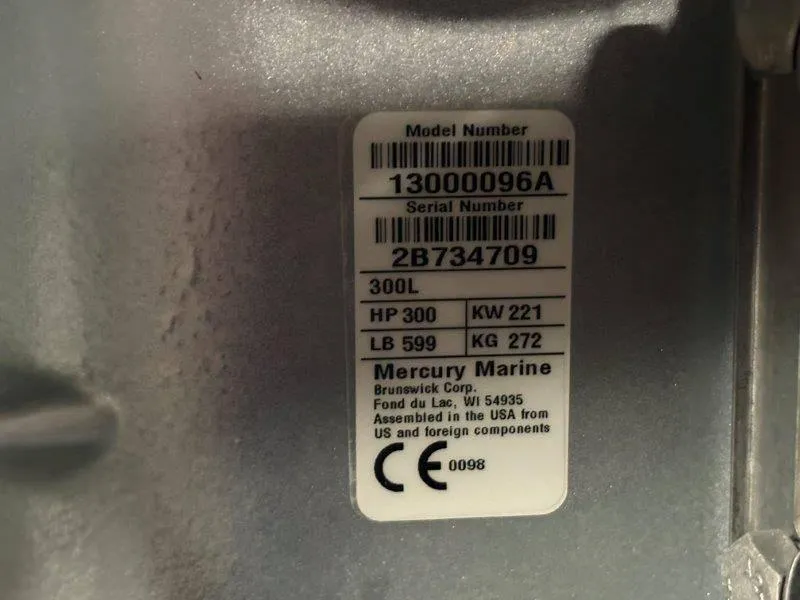 Model Number
13000096A
Serial Number
2B734709
300L
HP 300 KW 221
LB 599 KG 272
Mercury Marine
Brunswick Corp.
Fond du Lac, WI 54935
Assembled in the USA from
US and foreign components
CE 0098